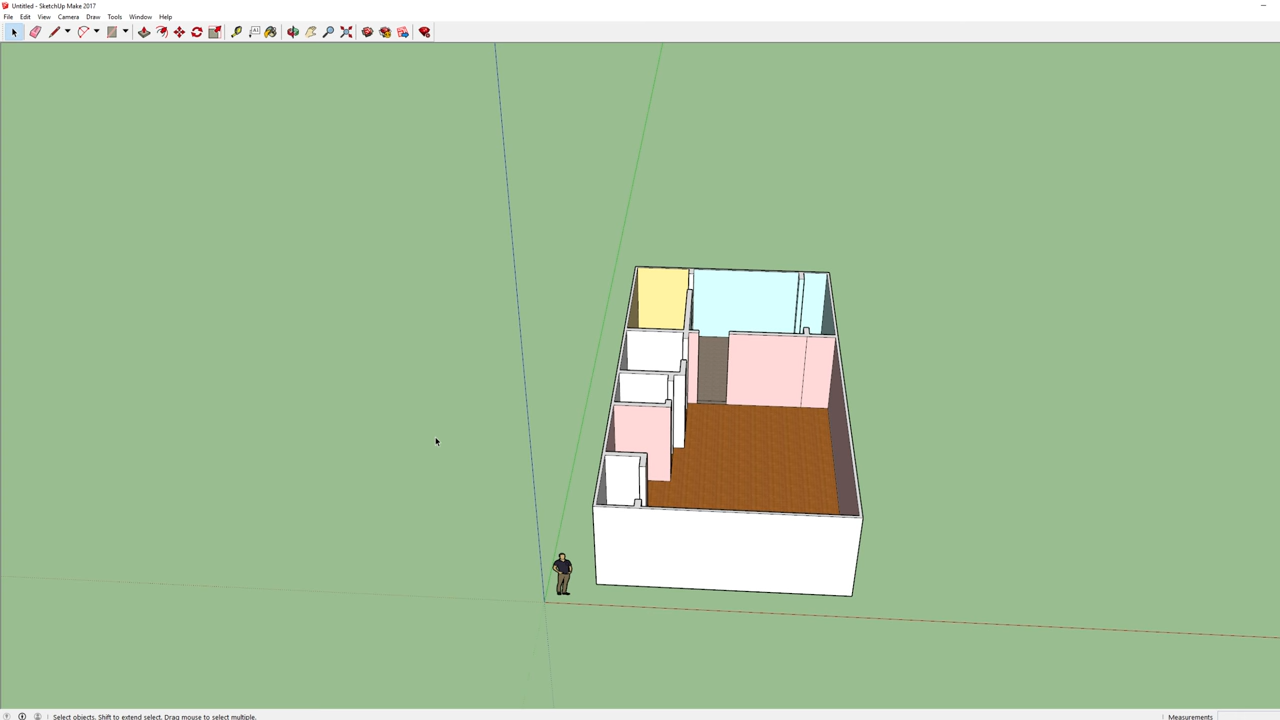 Untitled - SketchUp Make 2017
File Edit View Camera Draw Tools Window Help
Select objects. Shift to extend select. Drag mouse to select multiple.
Measurements